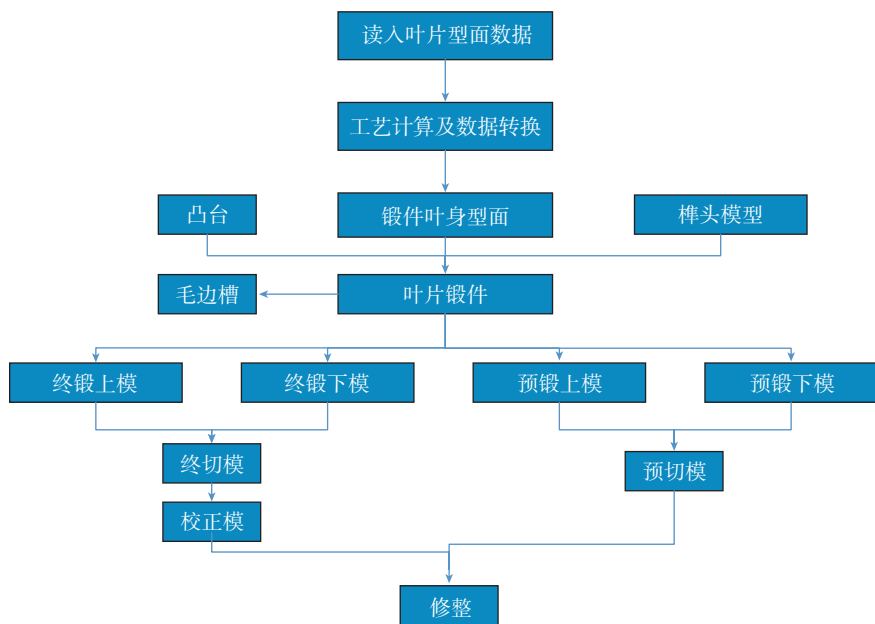 读入叶片型面数据
工艺计算及数据转换
凸台
锻件叶身型面
榫头模型
毛边槽
叶片锻件
终锻上模
终锻下模
预锻上模
预锻下模
终切模
预切模
校正模
修整